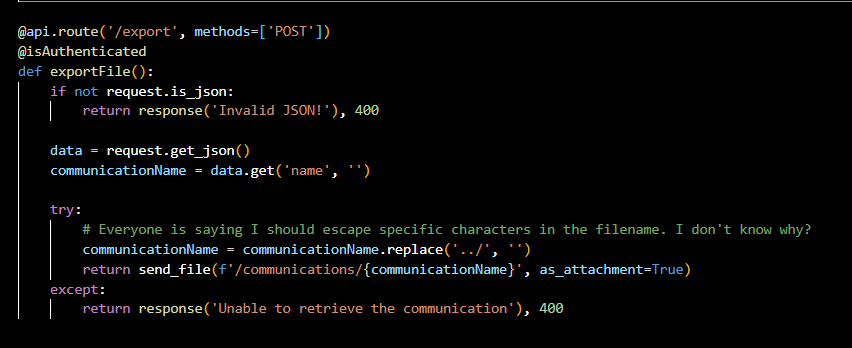 @api.route('/export', methods=['POST'])
@isAuthenticated
def exportFile():
    if not request.is_json:
        return response('Invalid JSON!'), 400

    data = request.get_json()
    communicationName = data.get('name', '')

    try:
        # Everyone is saying I should escape specific characters in the filename. I don't know why?
        communicationName = communicationName.replace('../', '')
        return send_file(f'/communications/{communicationName}', as_attachment=True)
    except:
        return response('Unable to retrieve the communication'), 400